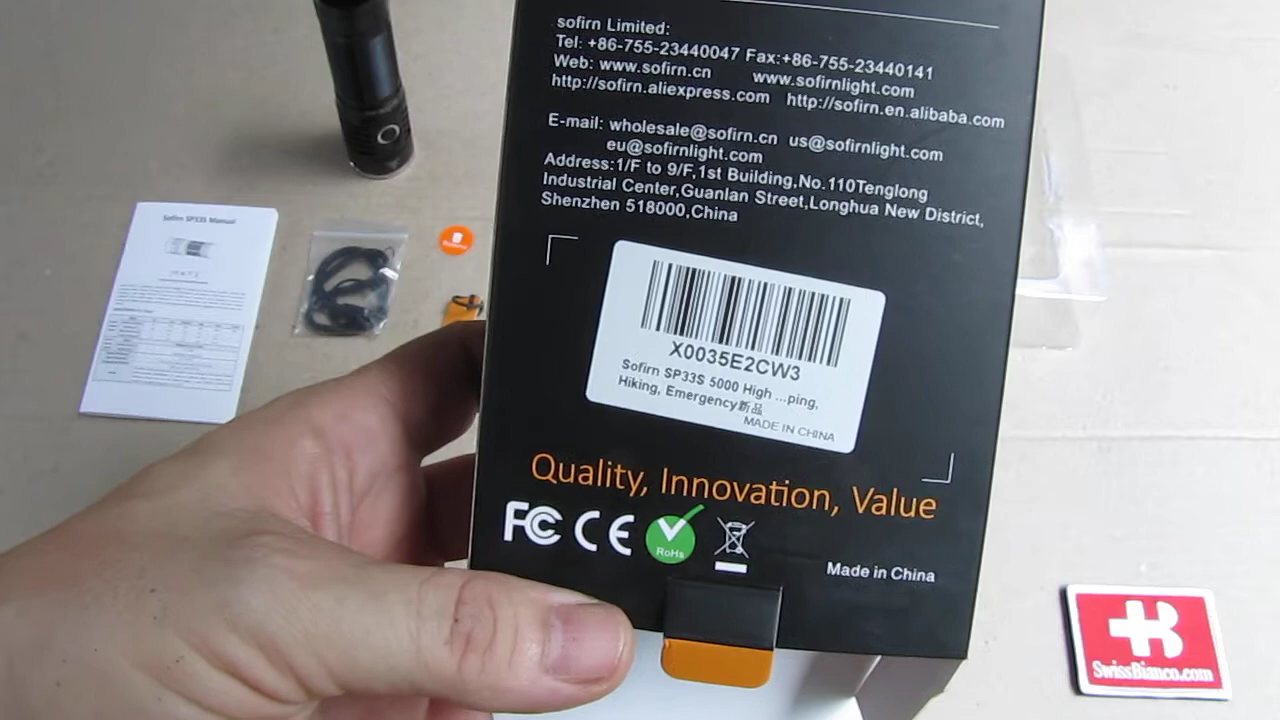 sofirn Limited:
Tel: +86-755-23440047 Fax:+86-755-23440141
Web: www.sofirn.cn www.sofirnlight.com
http://sofirn.aliexpress.com http://sofirn.en.alibaba.com
E-mail: wholesale@sofirn.cn us@sofirnlight.com
eu@sofirnlight.com
Address:1/F to 9/F,1st Building,No.110Tenglong
Industrial Center,Guanlan Street,Longhua New District,
Shenzhen 518000,China
X0035E2CW3
Sofirn SP33S 5000 High ...ping,
Hiking, Emergency新品
MADE IN CHINA
Quality, Innovation, Value
FC CE RoHs
Made in China
Sofirn SP33S Manual
SwissBianco.com